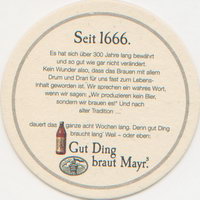 Seit 1666.
Es hat sich über 300 Jahre lang bewährt
und so gut wie gar nicht verändert.
Kein Wunder also, dass das Brauen mit allem
Drum und Dran für uns fast zum Lebens-
Inhalt geworden ist. Wir sprechen ein wahres Wort,
wenn wir sagen: „Wir produzieren kein Bier,
sondern wir brauen es!" Und nach
alter Tradition ...
dauert das ganze acht Wochen lang. Denn gut Ding
braucht lang' Weil – oder eben:
Gut Ding
braut Mayr.